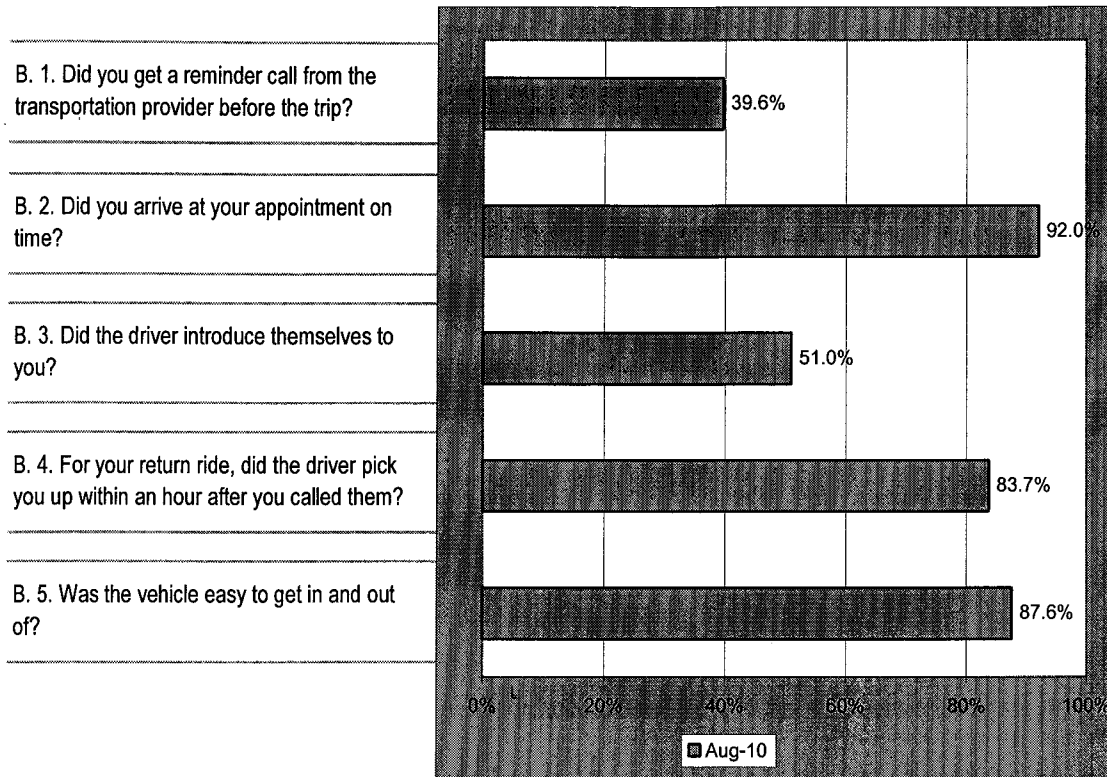 B. 1. Did you get a reminder call from the
transportation provider before the trip?
39.6%
B. 2. Did you arrive at your appointment on
time?
92.0%
B. 3. Did the driver introduce themselves to
you?
51.0%
B. 4. For your return ride, did the driver pick
you up within an hour after you called them?
83.7%
B. 5. Was the vehicle easy to get in and out
of?
87.6%
0% 20% 40% 60% 80% 100%
Aug-10